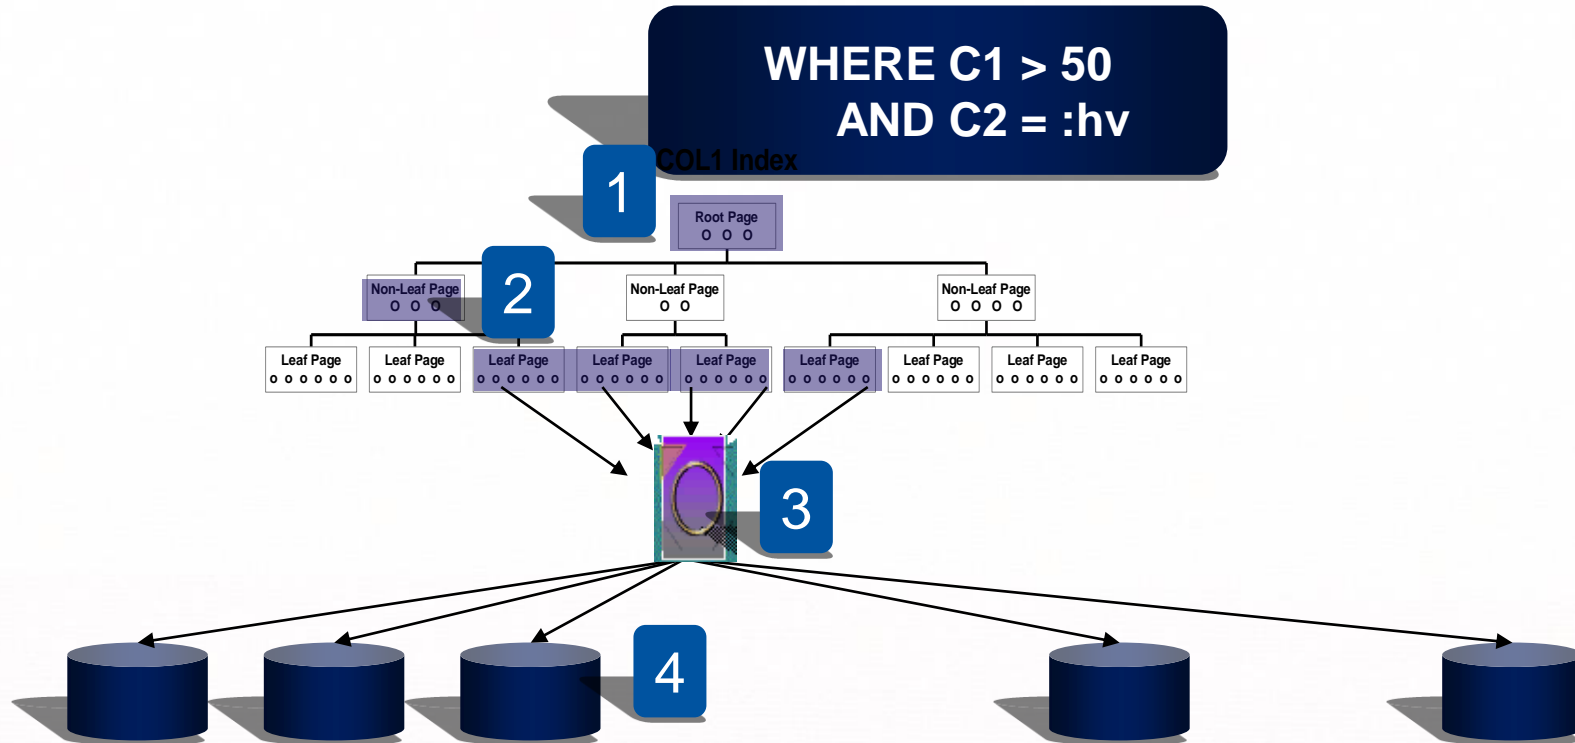 WHERE C1 > 50
AND C2 = :hv
COL1 Index
1
Root Page
O O O
2
Non-Leaf Page
O O O
Non-Leaf Page
O O
Non-Leaf Page
O O O O
Leaf Page
O O O O O O
Leaf Page
O O O O O O
Leaf Page
O O O O O O
Leaf Page
O O O O O O
Leaf Page
O O O O O O
Leaf Page
O O O O O O
Leaf Page
O O O O O O
Leaf Page
O O O O O O
Leaf Page
O O O O O O
3
4